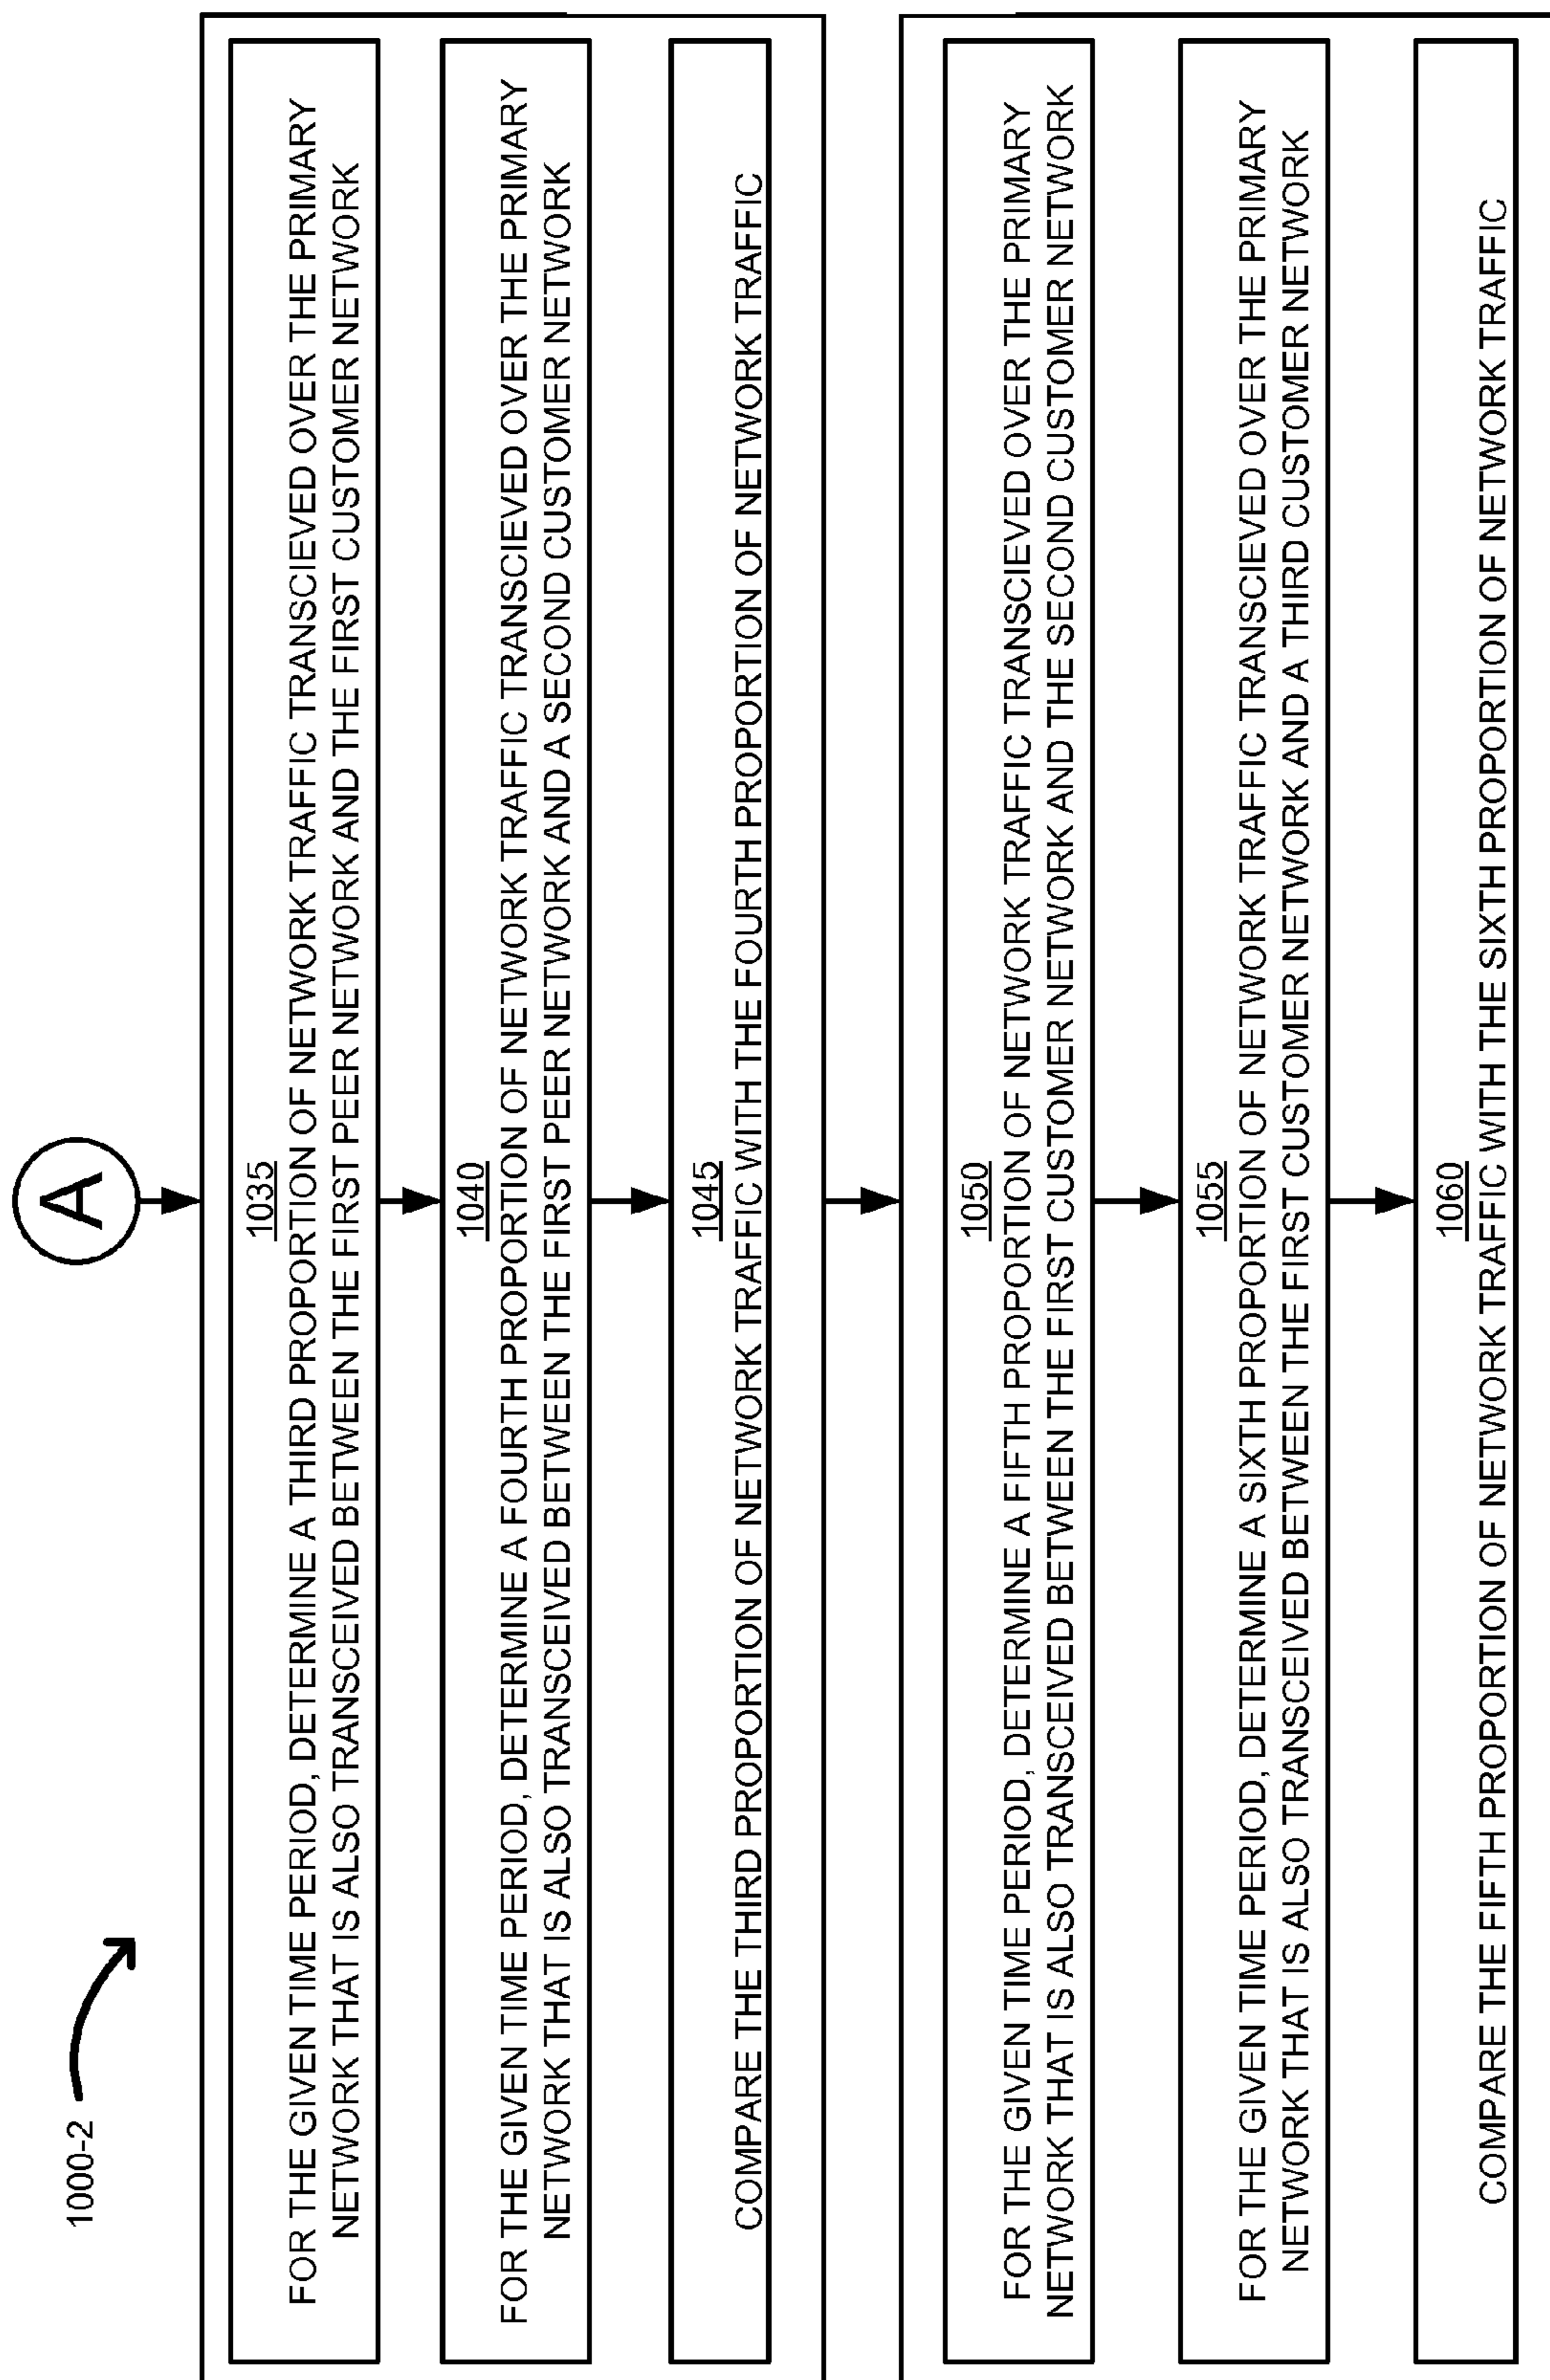 1000-2
A
1035
FOR THE GIVEN TIME PERIOD, DETERMINE A THIRD PROPORTION OF NETWORK TRAFFIC TRANSCIEVED OVER THE PRIMARY
NETWORK THAT IS ALSO TRANSCEIVED BETWEEN THE FIRST PEER NETWORK AND THE FIRST CUSTOMER NETWORK
1040
FOR THE GIVEN TIME PERIOD, DETERMINE A FOURTH PROPORTION OF NETWORK TRAFFIC TRANSCIEVED OVER THE PRIMARY
NETWORK THAT IS ALSO TRANSCEIVED BETWEEN THE FIRST PEER NETWORK AND A SECOND CUSTOMER NETWORK
1045
COMPARE THE THIRD PROPORTION OF NETWORK TRAFFIC WITH THE FOURTH PROPORTION OF NETWORK TRAFFIC
1050
FOR THE GIVEN TIME PERIOD, DETERMINE A FIFTH PROPORTION OF NETWORK TRAFFIC TRANSCIEVED OVER THE PRIMARY
NETWORK THAT IS ALSO TRANSCEIVED BETWEEN THE FIRST CUSTOMER NETWORK AND THE SECOND CUSTOMER NETWORK
1055
FOR THE GIVEN TIME PERIOD, DETERMINE A SIXTH PROPORTION OF NETWORK TRAFFIC TRANSCIEVED OVER THE PRIMARY
NETWORK THAT IS ALSO TRANSCEIVED BETWEEN THE FIRST CUSTOMER NETWORK AND A THIRD CUSTOMER NETWORK
1060
COMPARE THE FIFTH PROPORTION OF NETWORK TRAFFIC WITH THE SIXTH PROPORTION OF NETWORK TRAFFIC